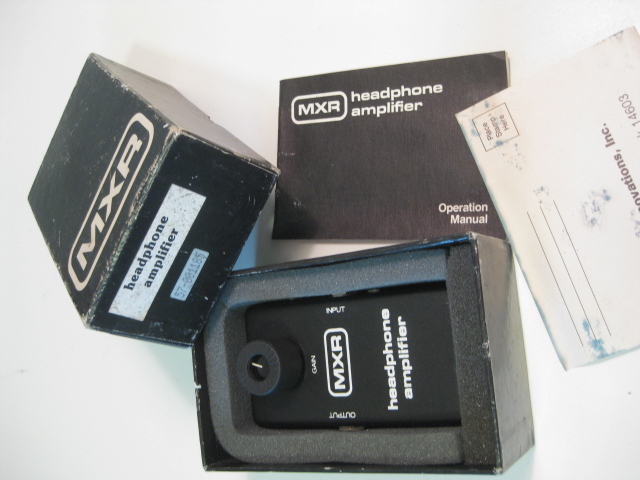 MXR
headphone
amplifier
MXR
headphone
amplifier
Operation
Manual
Place
Stamp
Here
ovations, Inc.
14603
INPUT
GAIN
MXR
headphone
amplifier
OUTPUT